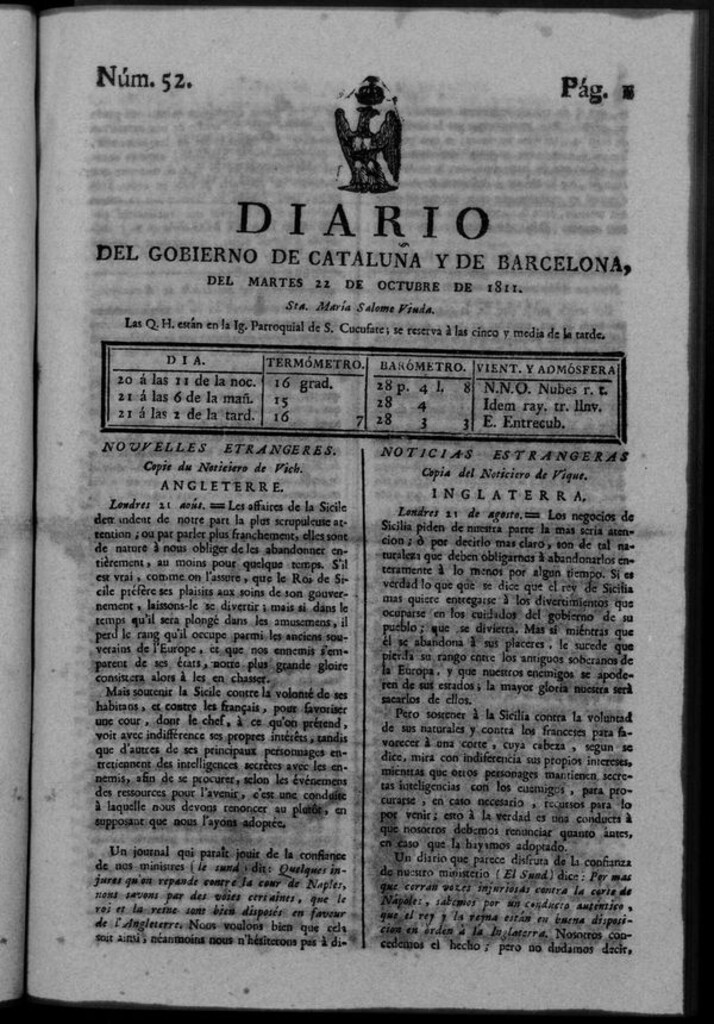 Núm. 52.
Pág.
DIARIO
DEL GOBIERNO DE CATALUÑA Y DE BARCELONA,
DEL MARTES 22 DE OCTUBRE DE 1811.
Sta. María Salome Viuda.
Las Q. H. están en la Ig. Parroquial de S. Cucufate; se reserva á las cinco y media de la tarde.
DIA. TERMÓMETRO. BARÓMETRO. VIENT. Y ADMÓSFERA
20 á las 11 de la noc. 16 grad. 28 p. 4 l. 8 N.N.O. Nubes r. t.
21 á las 6 de la mañ. 15 28 4 Idem ray. tr. llnv.
21 á las 2 de la tard. 16 7 28 3 3 E. Entrecub.
NOUVELLES ETRANGERES.
Copie du Noticiero de Vich.
ANGLETERRE.
Londres 21 août. = Les affaires de la Sicile
demandent de notre part la plus scrupuleuse at-
tention; ou par parler plus franchement, elles sont
de nature à nous obliger de les abandonner en-
tièrement, au moins pour quelque temps. S'il
est vrai, comme on l'assure, que le Roi de Si-
cile préfère ses plaisits aux soins de son gouver-
nement, laissons-le se divertir; mais si dans le
temps qu'il sera plongé dans les amusemens, il
perd le rang qu'il occupe parmi les anciens sou-
verains de l'Europe, et que nos ennemis s'em-
parent de ses états, notre plus grande gloire
consistera alors à les en chasser.
Mais soutenir la Sicile contre la volonté de ses
habitans, et contre les français, pour favoriser
une cour, dont le chef, à ce qu'on prétend,
voit avec indifférence ses propres intérêts, tandis
que d'autres de ses principaux personnages en-
tretiennent des intelligences secrètes avec les en-
nemis, afin de se procurer, selon les événemens
des ressources pour l'avenir, c'est une conduite
à laquelle nous devons renoncer au plutôt, en
supposant que nous l'ayons adoptée.
Un journal qui paraît jouir de la confiance
de nos ministres (le sund) dit: Quelques in-
jures qu'on repande contre la cour de Naples,
nous savons par des voies certaines, que le
roi et la reine sont bien disposés en faveur
de l'Angleterre. Nous voulons bien que cela
soit ainsi; néanmoins nous n'hésiterons pas à di-
NOTICIAS ESTRANGERAS
Copia del Noticiero de Vique.
INGLATERRA.
Londres 21 de agosto. = Los negocios de
Sicilia piden de nuestra parte la mas seria aten-
cion; ó por decirlo mas claro, son de tal na-
turaleza que deben obligarnos à abandonarlos en-
teramente à lo menos por algun tiempo. Si es
verdad lo que que se dice que el rey de Sicilia
mas quiere entregarse à los divertimientos que
ocuparse en los cuidados del gobierno de su
pueblo; que se divierta. Mas si miéntras que
él se abandona à sus placeres, le sucede que
pierda su rango entre los antiguos soberanos de
la Europa, y que nuestros enemigos se apode-
ren de sus estados; la mayor gloria nuestra será
sacarlos de ellos.
Pero sostener à la Sicilia contra la voluntad
de sus naturales y contra los franceses para fa-
vorecer à una corte, cuya cabeza, segun se
dice, mira con indiferencia sus propios intereses,
mientras que otros personages mantienen secre-
tas inteligencias con los enemigos, para pro-
curarse, en caso necesario, recursos para lo
por venir; esto à la verdad es una conducta à
que nosotros debemos renunciar quanto ántes,
en caso que la hayamos adoptado.
Un diario que parece disfruta de la confianza
de nuestro ministerio (El Sund) dice: Por mas
que corran vozes injuriosas contra la corte de
Napóles, sabemos por un conducto auténtico,
que el rey y la reyna están en buena disposi-
cion en órden à la Inglaterra. Nosotros con-
cedemos el hecho; pero no dudamos decir,